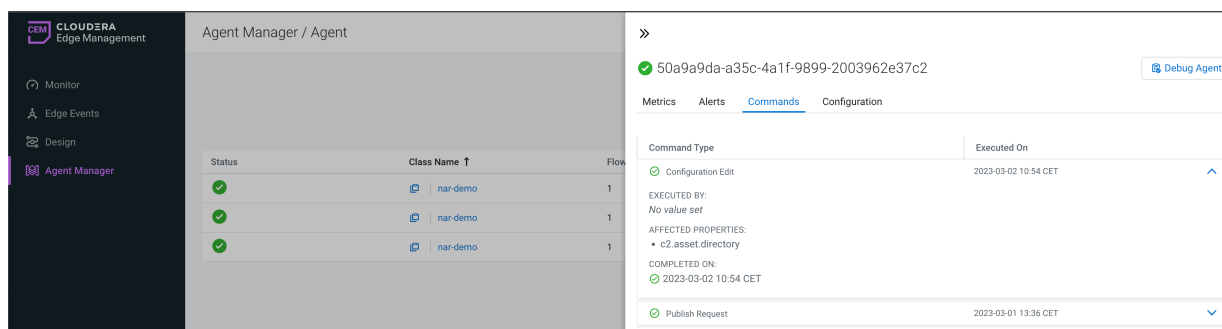 CEM CLOUDERA
Edge Management
Monitor
Edge Events
Design
Agent Manager
Agent Manager / Agent
Status Class Name ↑ Flow
nar-demo 1
nar-demo 1
nar-demo 1
50a9a9da-a35c-4a1f-9899-2003962e37c2
Debug Agent
Metrics Alerts Commands Configuration
Command Type Executed On
Configuration Edit 2023-03-02 10:54 CET
EXECUTED BY:
No value set
AFFECTED PROPERTIES:
• c2.asset.directory
COMPLETED ON:
2023-03-02 10:54 CET
Publish Request 2023-03-01 13:36 CET